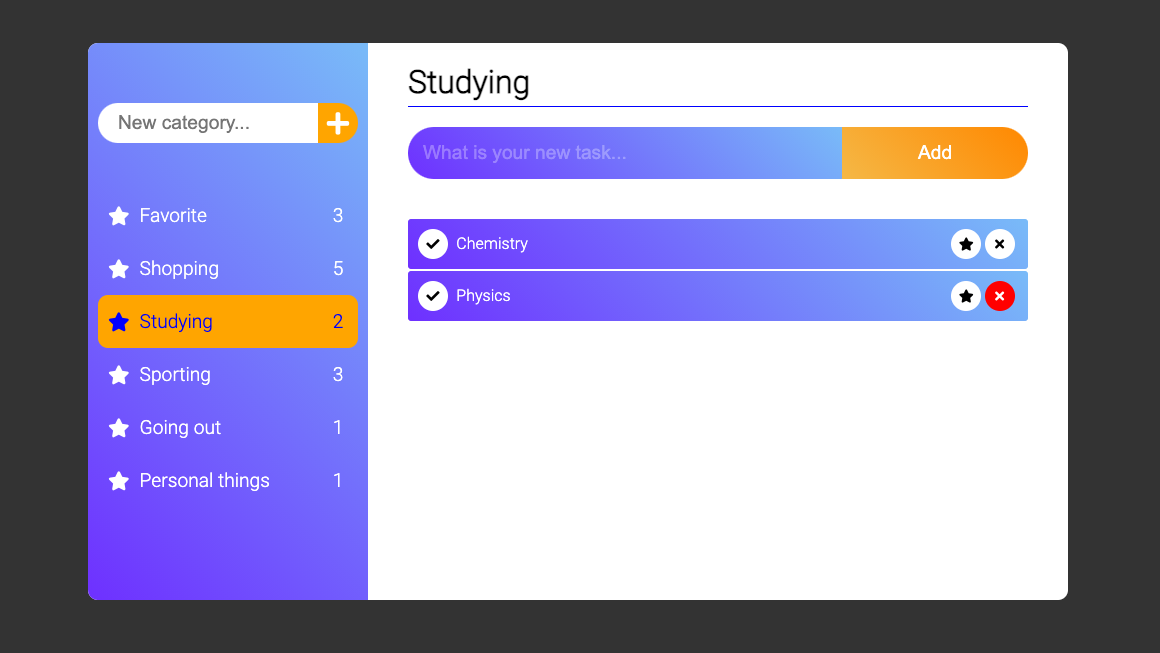 New category...
Favorite 3
Shopping 5
Studying 2
Sporting 3
Going out 1
Personal things 1
Studying
What is your new task... Add
Chemistry
Physics